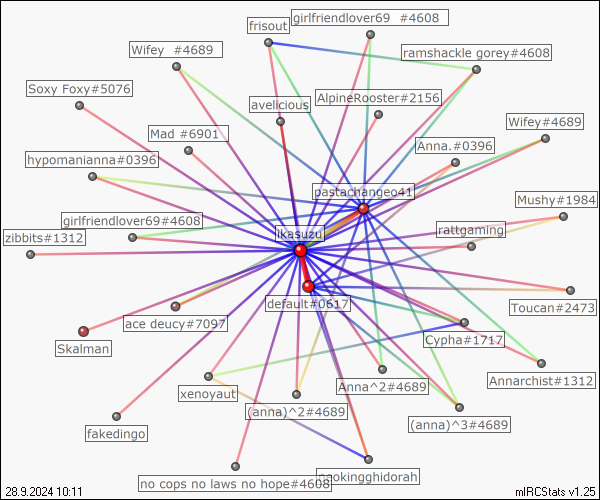 frisout
girlfriendlover69 #4608
Wifey #4689
ramshackle gorey#4608
Soxy Foxy#5076
avelicious
AlpineRooster#2156
Mad #6901
Anna.#0396
Wifey#4689
hypomanianna#0396
pastachangeo41
Mushy#1984
girlfriendlover69#4608
ikasuzu
rattgaming
zibbits#1312
default#0617
Toucan#2473
ace deucy#7097
Skalman
Cypha#1717
Annarchist#1312
xenoyaut
Anna^2#4689
(anna)^2#4689
(anna)^3#4689
fakedingo
no cops no laws no hope#4608
28.9.2024 10:11
mIRCStats v1.25